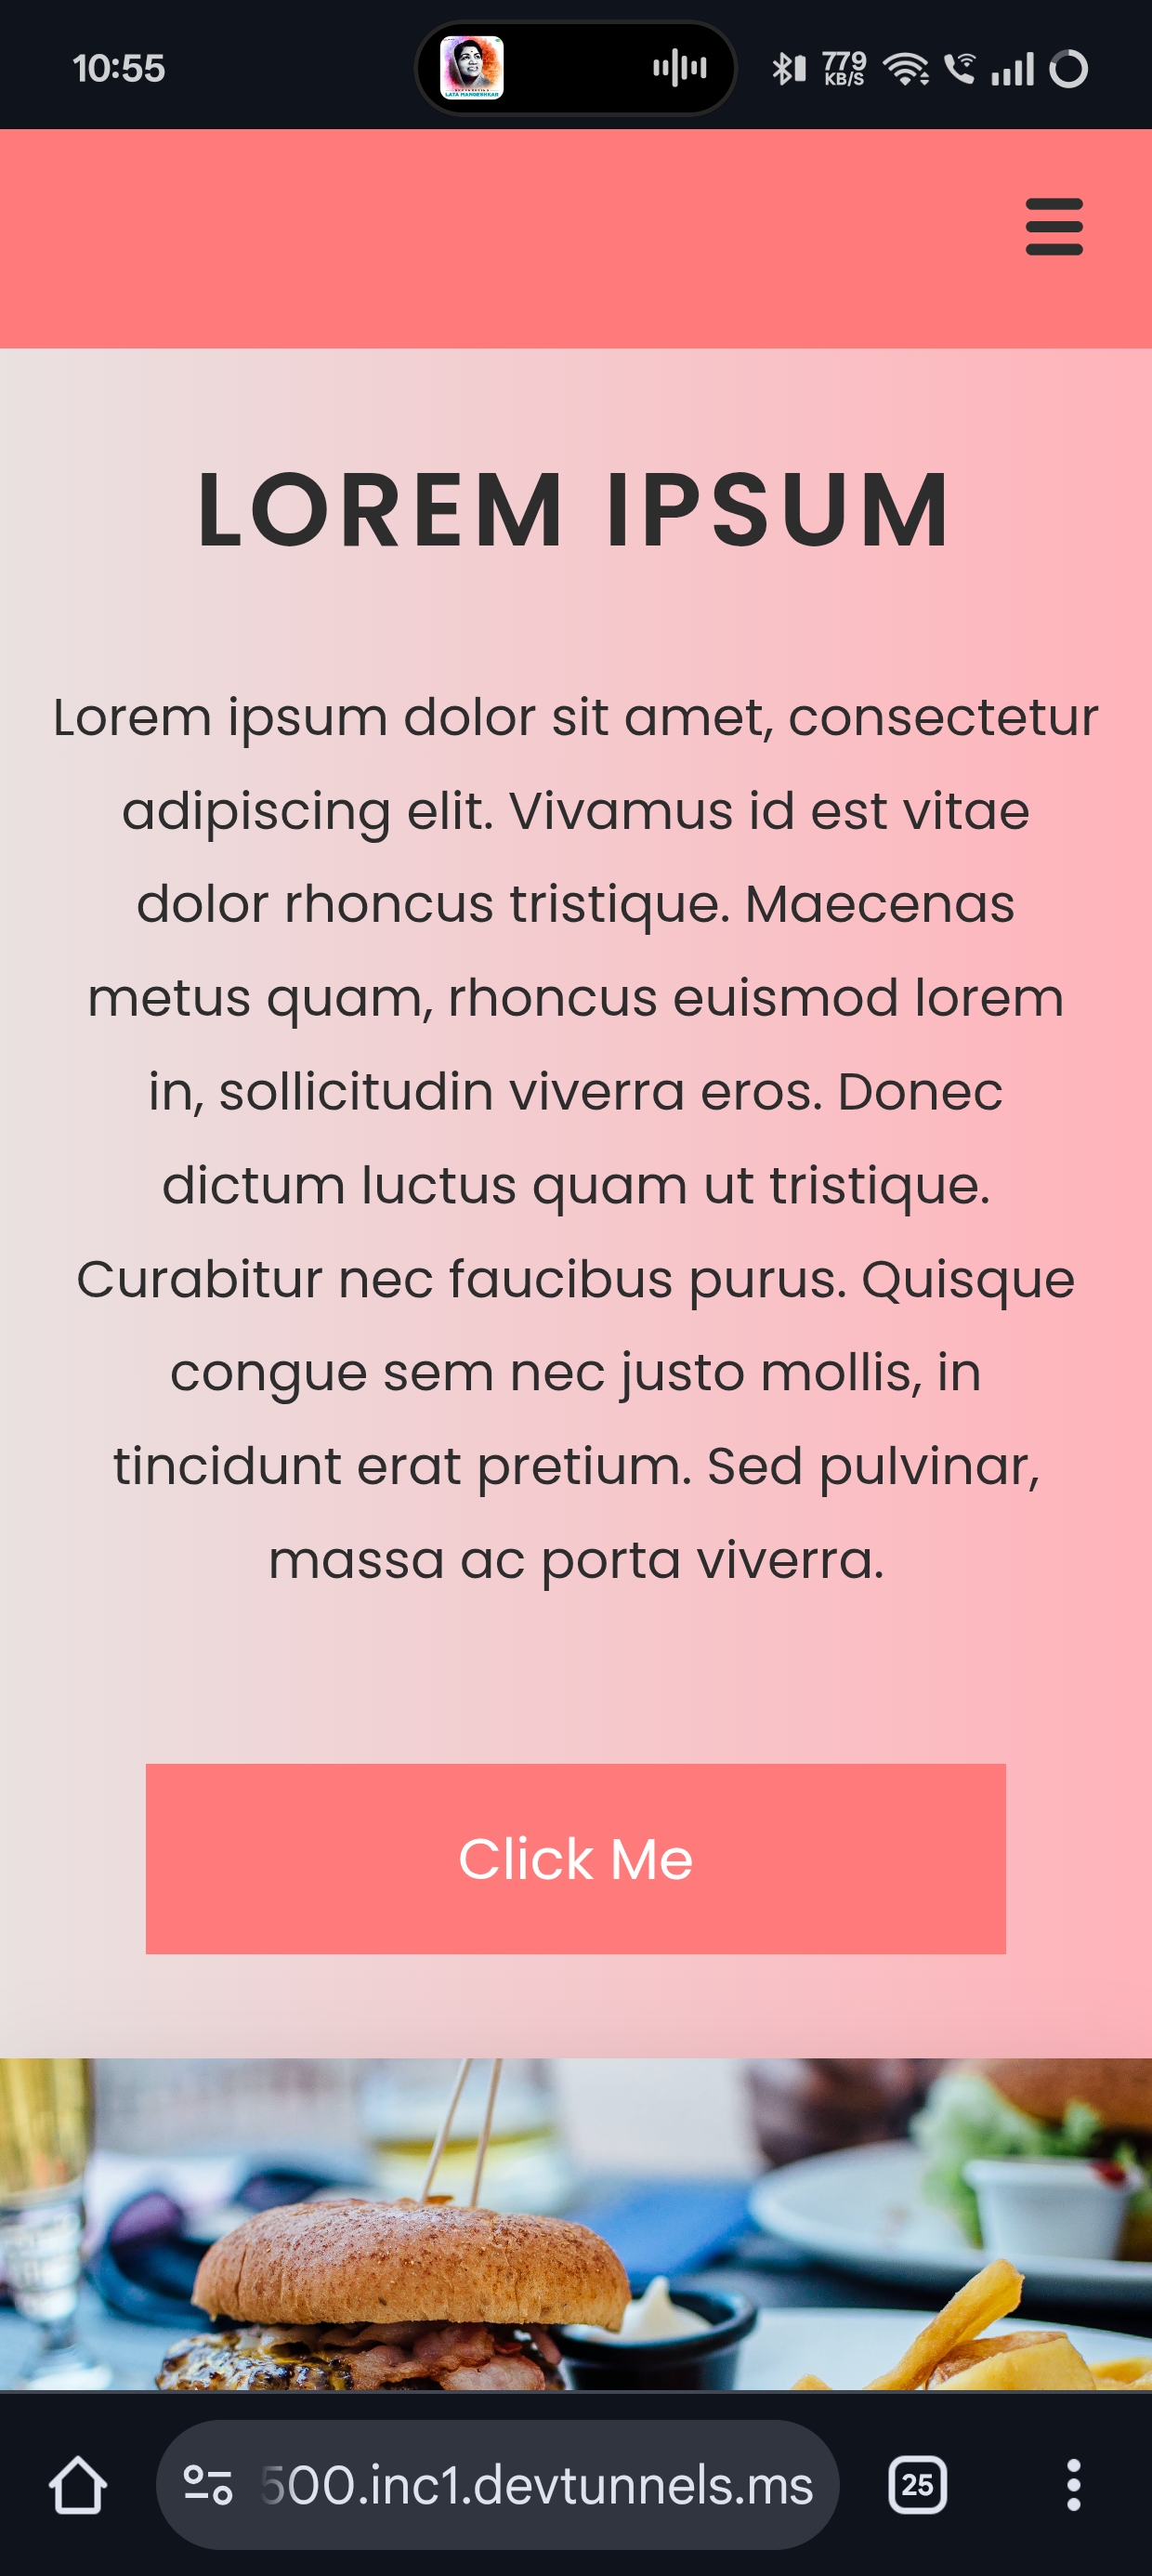 10:55
LATA MANGESHKAR
779
KB/S
LOREM IPSUM
Lorem ipsum dolor sit amet, consectetur
adipiscing elit. Vivamus id est vitae
dolor rhoncus tristique. Maecenas
metus quam, rhoncus euismod lorem
in, sollicitudin viverra eros. Donec
dictum luctus quam ut tristique.
Curabitur nec faucibus purus. Quisque
congue sem nec justo mollis, in
tincidunt erat pretium. Sed pulvinar,
massa ac porta viverra.
Click Me
500.inc1.devtunnels.ms
25